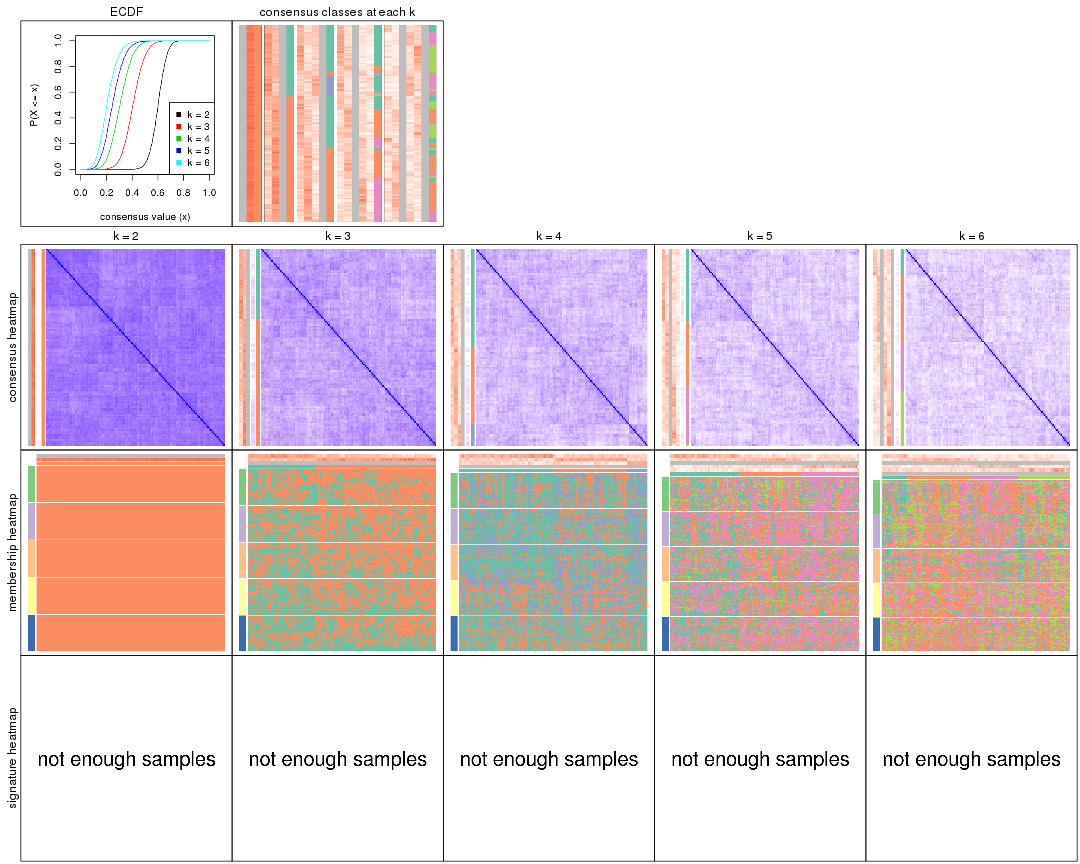 ECDF
consensus classes at each k
P(X <= x)
0.0 0.2 0.4 0.6 0.8 1.0
k = 2
k = 3
k = 4
k = 5
k = 6
0.0 0.2 0.4 0.6 0.8 1.0
consensus value (x)
k = 2
k = 3
k = 4
k = 5
k = 6
consensus heatmap
membership heatmap
signature heatmap
not enough samples
not enough samples
not enough samples
not enough samples
not enough samples